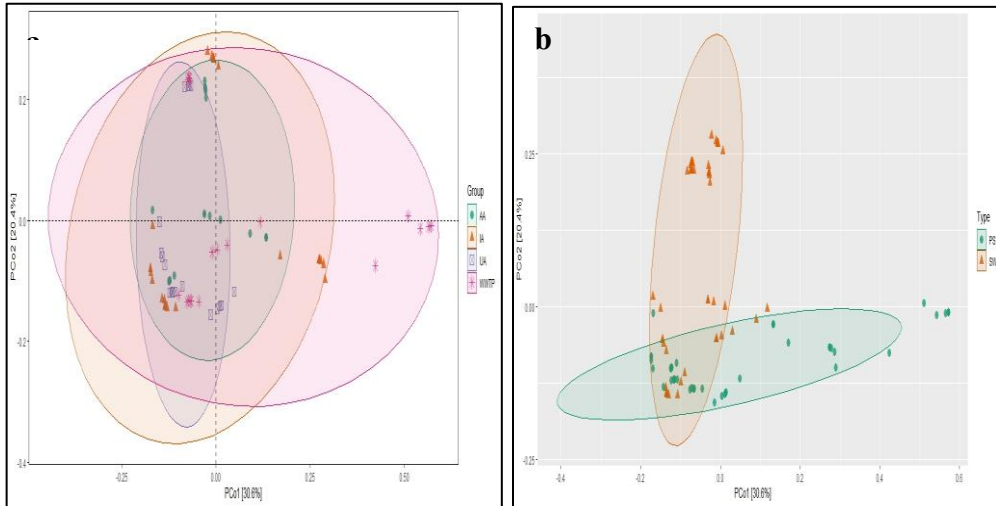 PCo2 [20.4%]
0.2
0.0
-0.2
-0.4
-0.25 0.00 0.25 0.50
PCo1 [30.6%]
Group
AA
IA
UA
WWTP
b
PCo2 [20.4%]
0.25
0.00
-0.25
-0.4 -0.2 0.0 0.2 0.4 0.6
PCo1 [30.6%]
Type
PS
SW